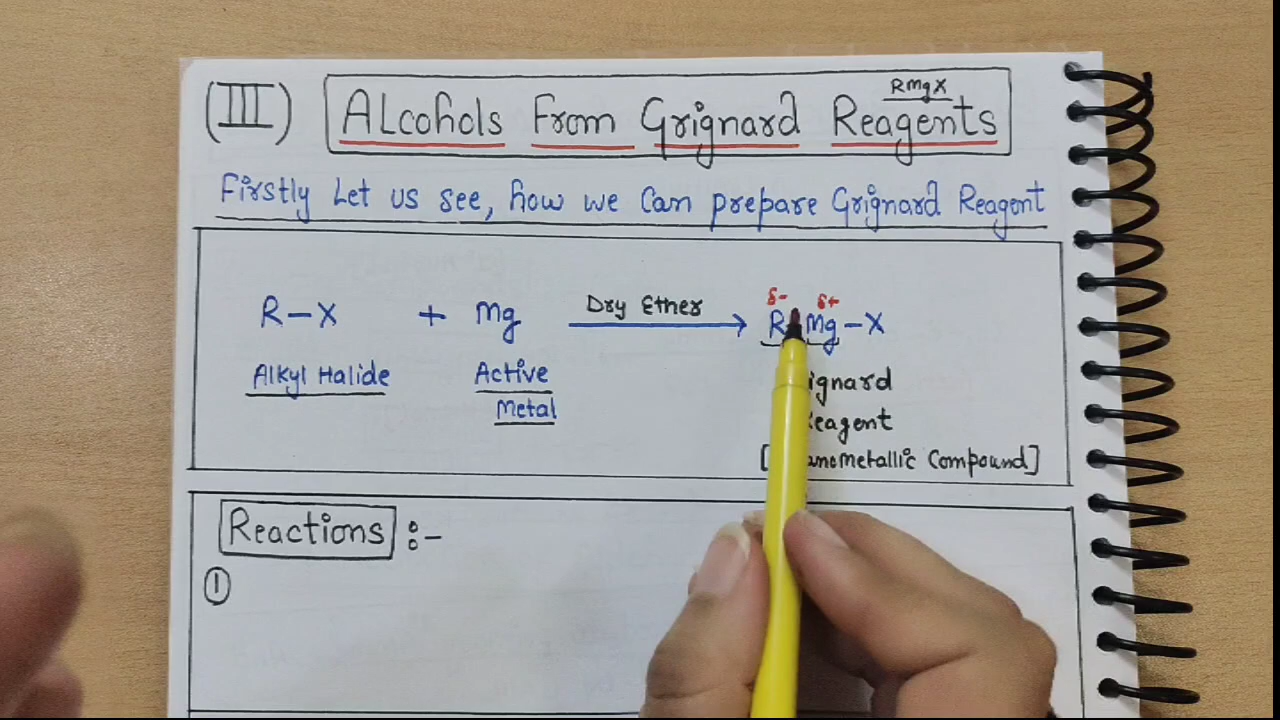 (III) Alcohols From Grignard Reagents
RMgX
Firstly Let us see, how we Can prepare Grignard Reagent
R-X + Mg Dry Ether R Mg-X
δ- δ+
Alkyl Halide Active
Metal
[ Compound]
Reactions :-
①